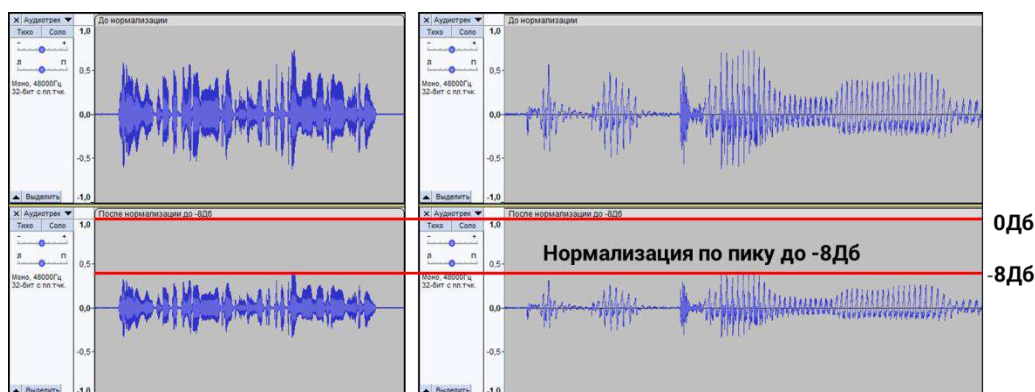 × Аудиотрек ▼
До нормализации
Тихо Соло
1,0
- +
Л П
0,5
Моно, 48000Гц
32-бит с пл.тчк.
0,0
-0,5
▲ Выделить
-1,0
× Аудиотрек ▼
До нормализации
Тихо Соло
1,0
- +
Л П
0,5
Моно, 48000Гц
32-бит с пл.тчк.
0,0
-0,5
▲ Выделить
-1,0
× Аудиотрек ▼
После нормализации до -8Дб
Тихо Соло
1,0
- +
Л П
0,5
Моно, 48000Гц
32-бит с пл.тчк.
0,0
-0,5
▲ Выделить
-1,0
× Аудиотрек ▼
После нормализации до -8Дб
Тихо Соло
1,0
- +
Л П
0,5
Моно, 48000Гц
32-бит с пл.тчк.
0,0
-0,5
▲ Выделить
-1,0
0Дб
Нормализация по пику до -8Дб
-8Дб